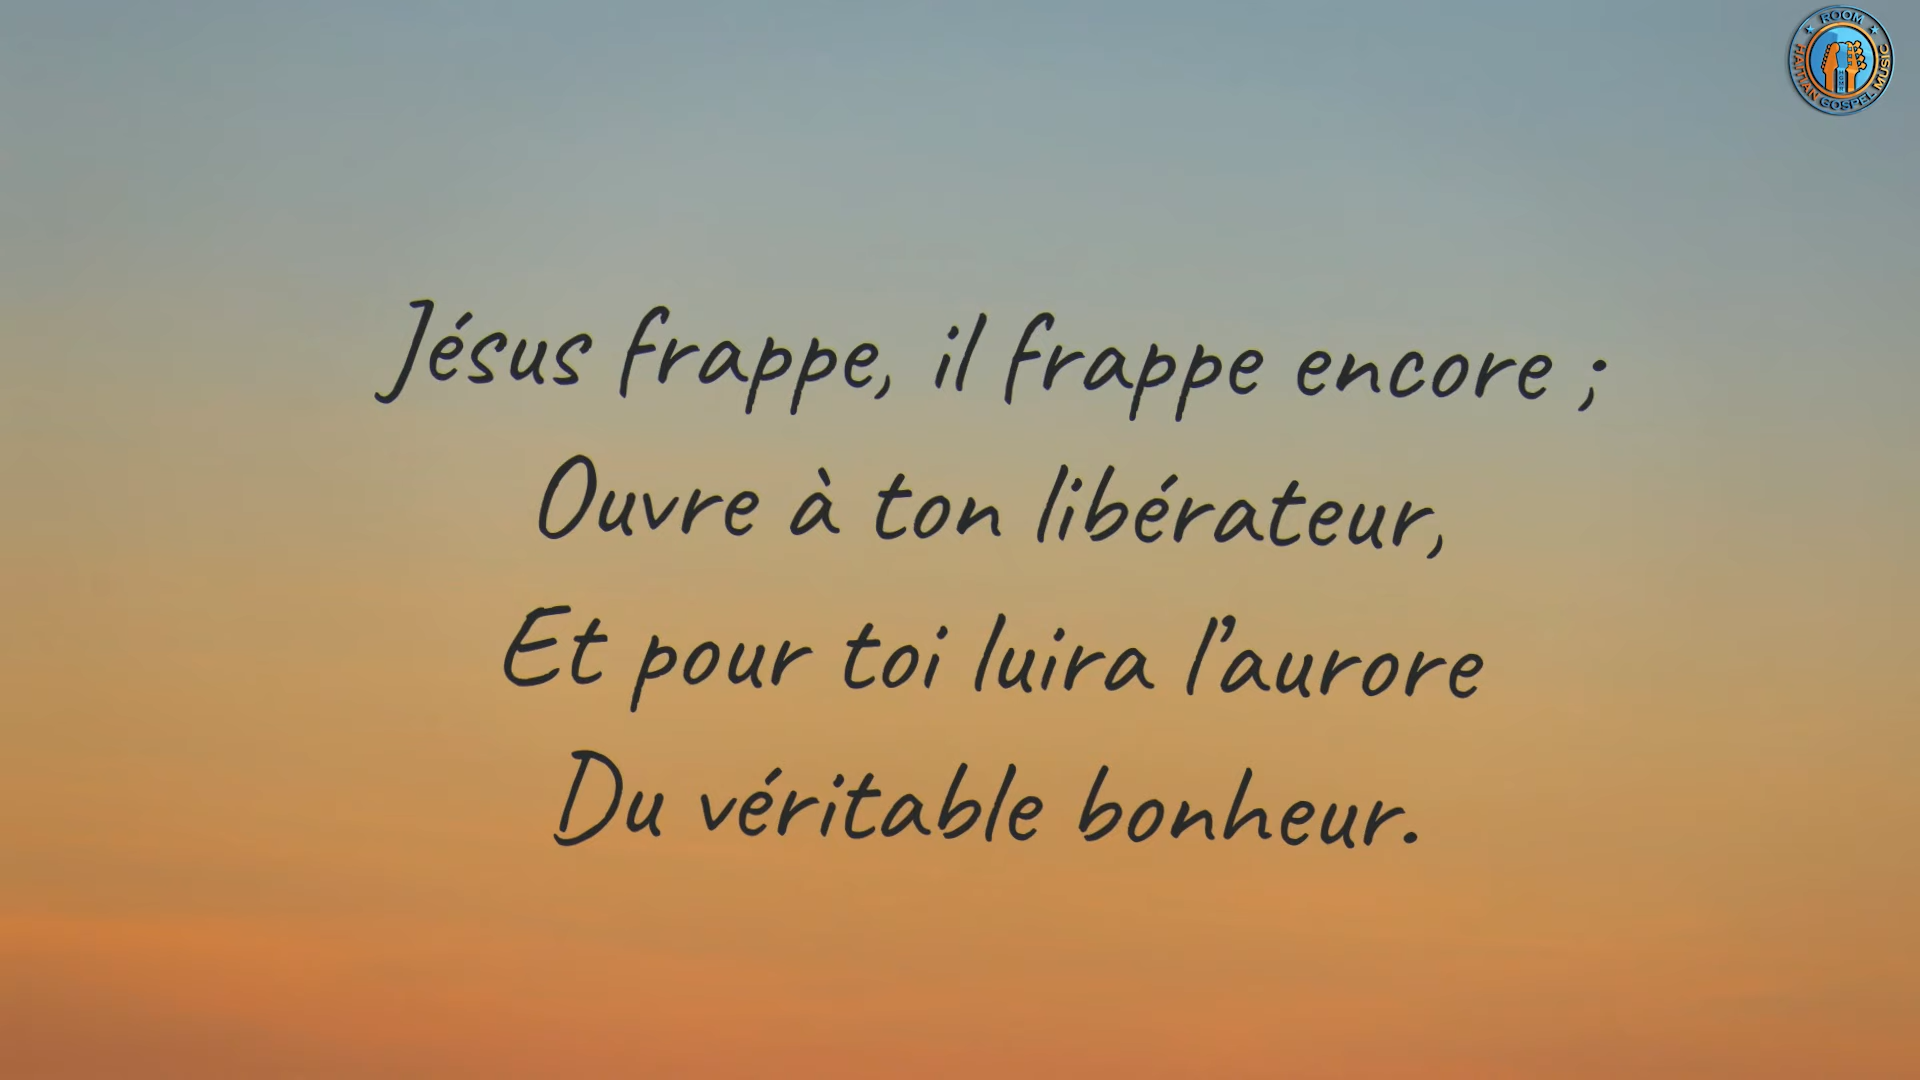 ROOM
HAITIAN GOSPEL MUSIC
Jésus frappe, il frappe encore ;
Ouvre à ton libérateur,
Et pour toi luira l’aurore
Du véritable bonheur.